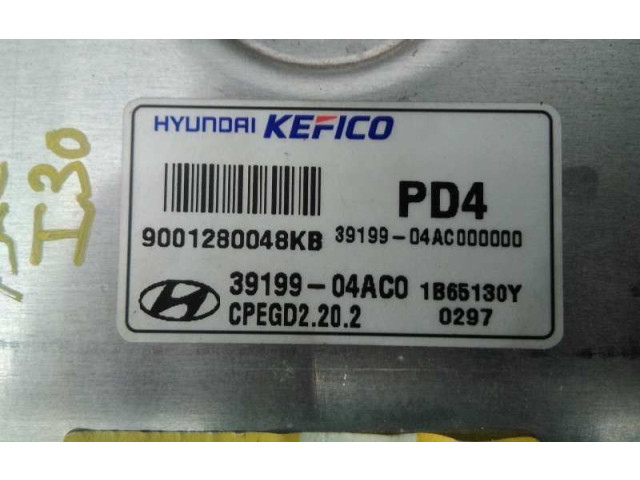 HYUNDAI KEFICO
PD4
9001280048KB
39199-04AC000000
39199-04AC0
1B65130Y
CPEGD2.20.2
0297
I30